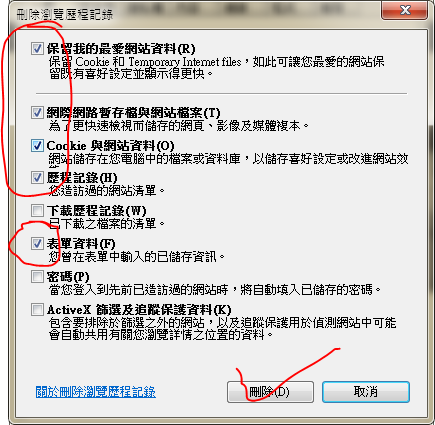 刪除瀏覽歷程記錄
保留我的最愛網站資料(R)
保留 Cookie 和 Temporary Internet files，如此可讓您最愛的網站保
留既有喜好設定並顯示得更快。
網際網路暫存檔與網站檔案(T)
為了更快速檢視而儲存的網頁、影像及媒體複本。
Cookie 與網站資料(O)
網站儲存在您電腦中的檔案或資料庫，以儲存喜好設定或改進網站效
歷程記錄(H)
您造訪過的網站清單。
下載歷程記錄(W)
已下載之檔案的清單。
表單資料(F)
您曾在表單中輸入的已儲存資訊。
密碼(P)
當您登入到先前已造訪過的網站時，將自動填入已儲存的密碼。
ActiveX 篩選及追蹤保護資料(K)
包含要排除於篩選之外的網站，以及追蹤保護用於偵測網站中可能
會自動共用有關您瀏覽詳情之位置的資料。
關於刪除瀏覽歷程記錄
刪除(D)
取消